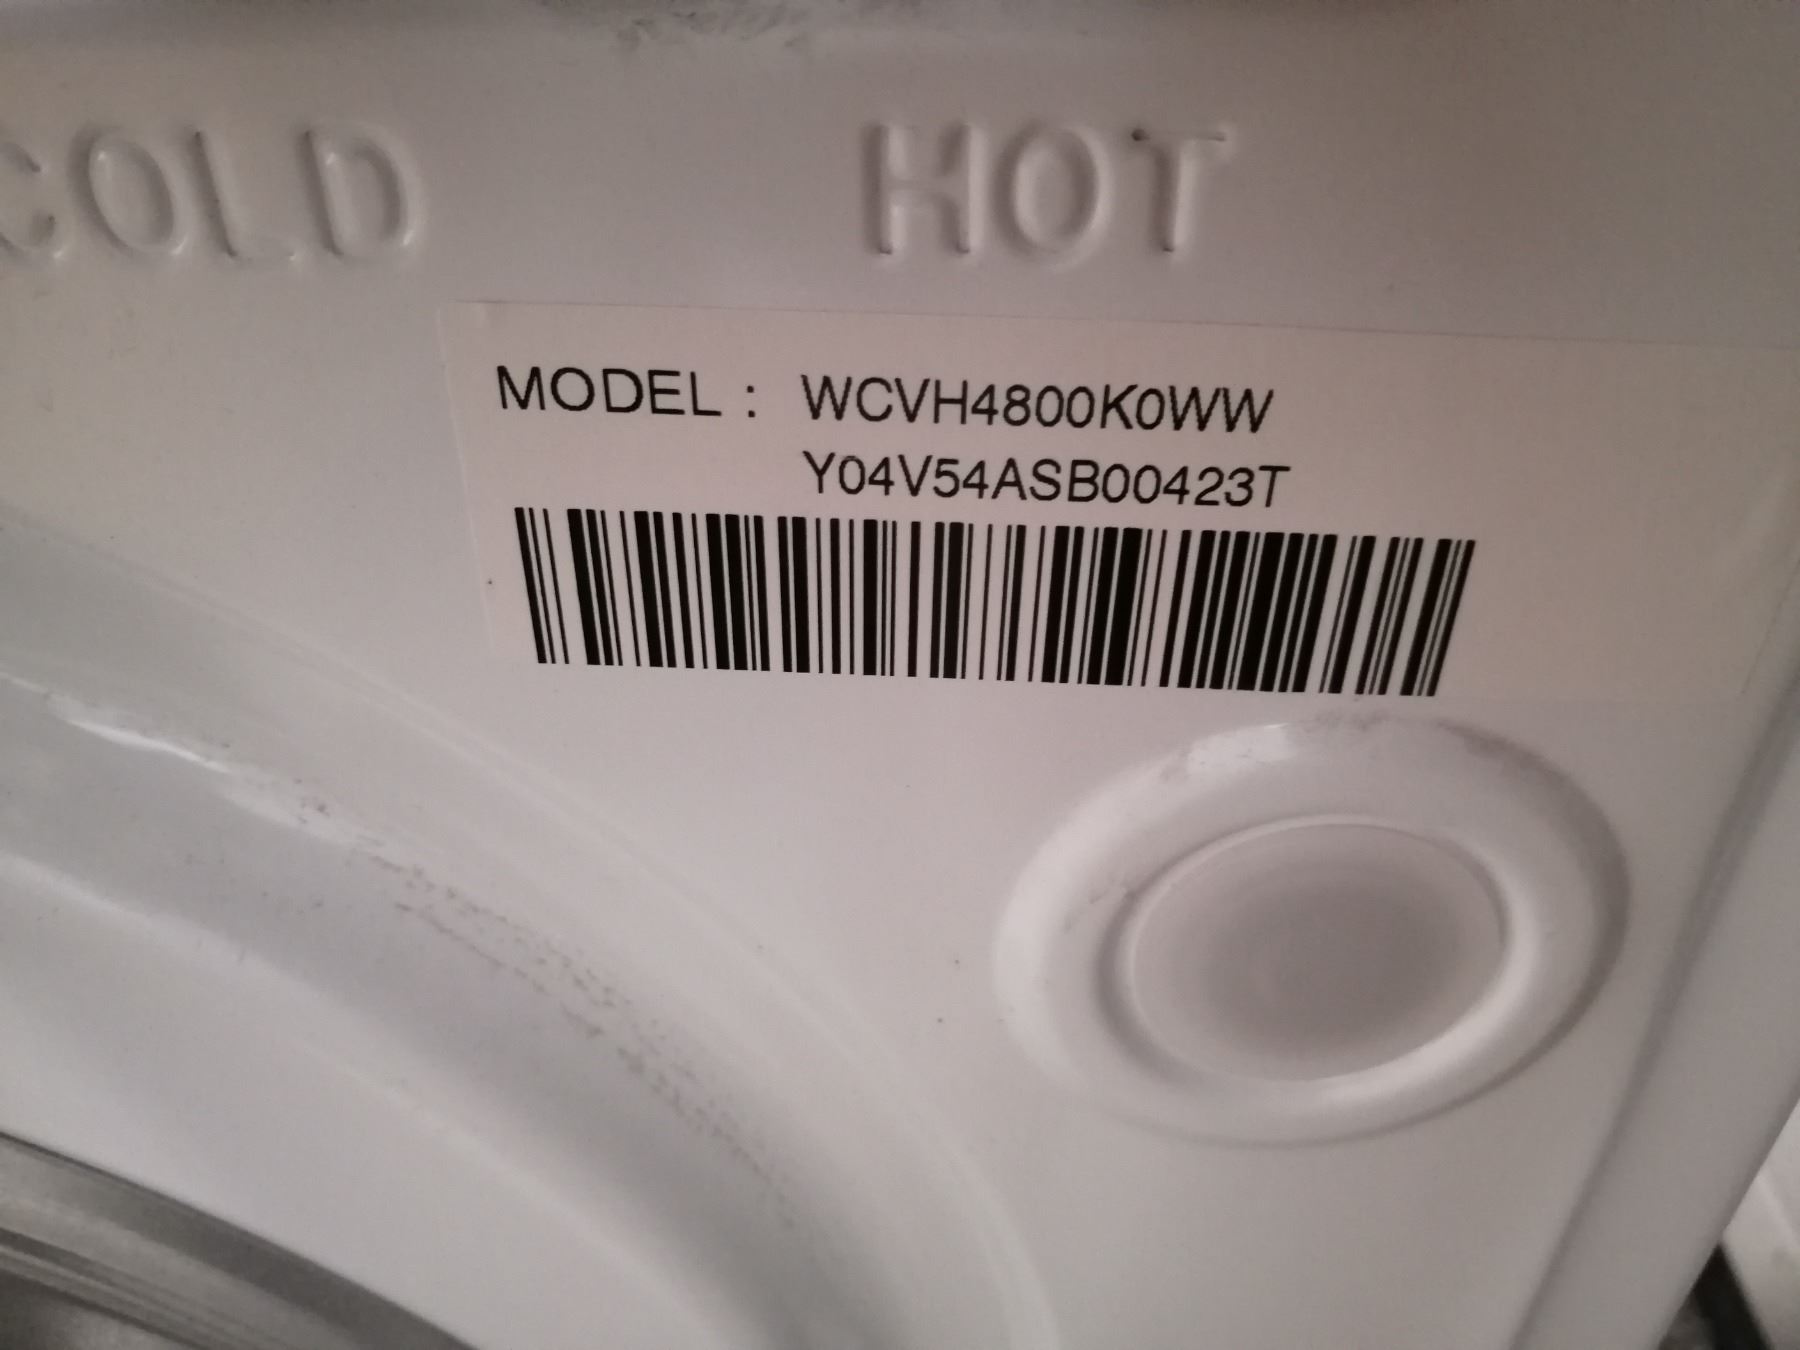 COLD HOT
MODEL : WCVH4800K0WW
Y04V54ASB00423T